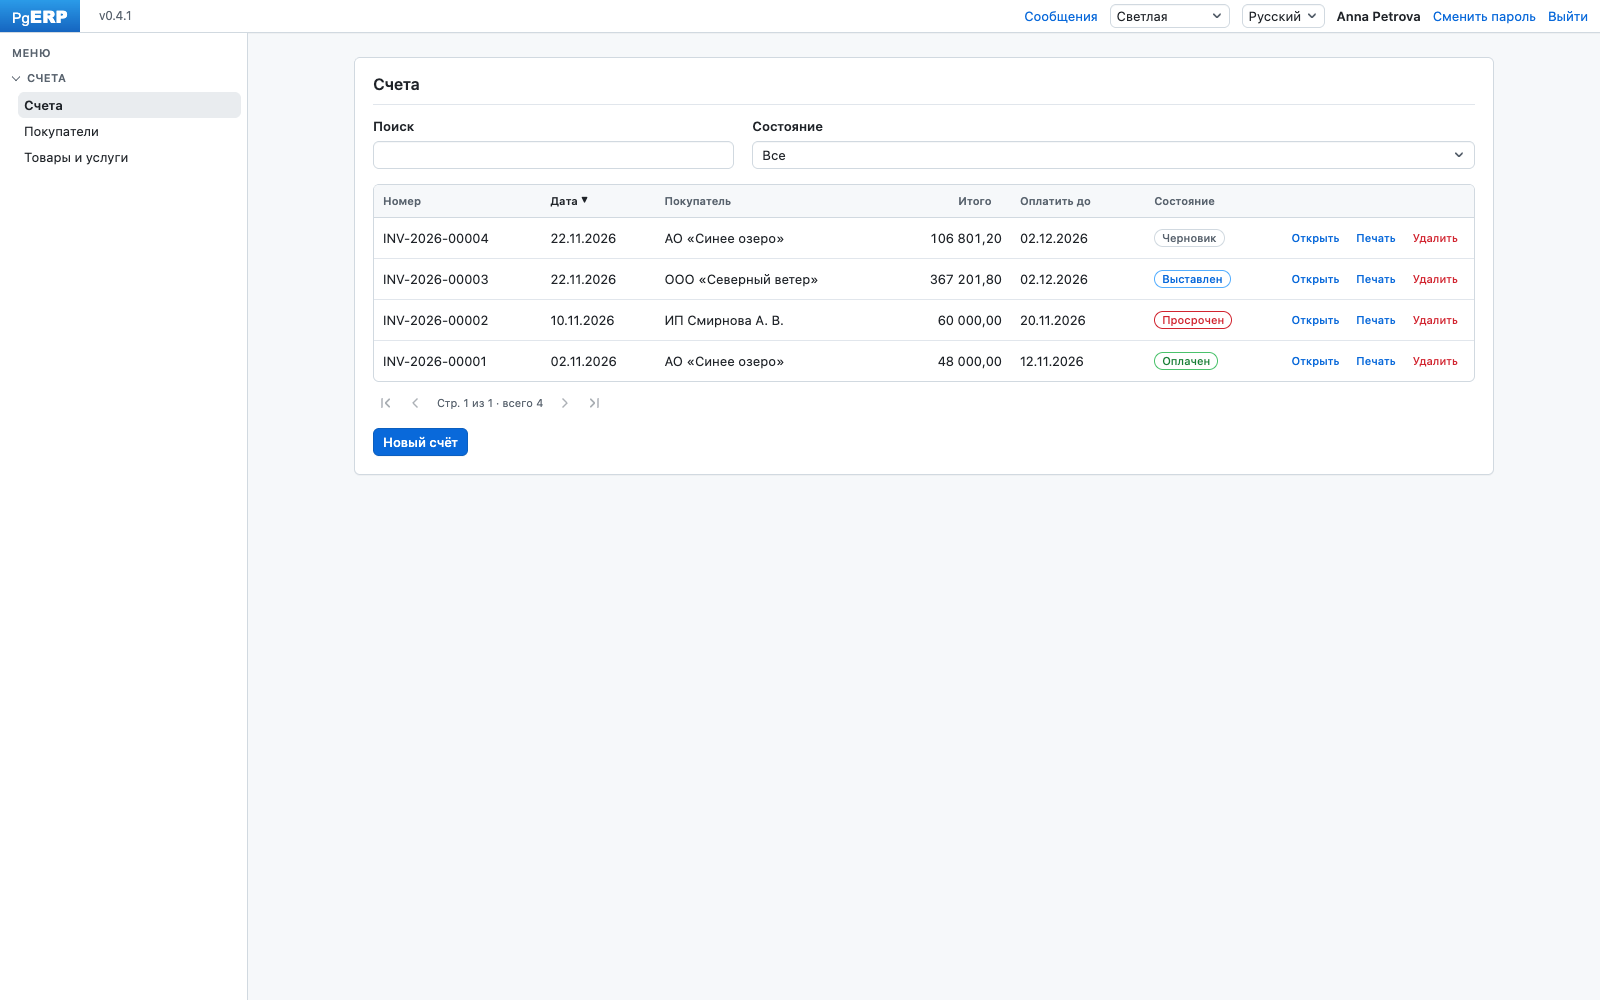 PgERP v0.4.1 Сообщения Светлая Русский Anna Petrova Сменить пароль Выйти
МЕНЮ
СЧЕТА
Счета
Покупатели
Товары и услуги
Счета
Поиск Состояние
Все
Номер Дата ▼ Покупатель Итого Оплатить до Состояние
INV-2026-00004 22.11.2026 АО «Синее озеро» 106 801,20 02.12.2026 Черновик Открыть Печать Удалить
INV-2026-00003 22.11.2026 ООО «Северный ветер» 367 201,80 02.12.2026 Выставлен Открыть Печать Удалить
INV-2026-00002 10.11.2026 ИП Смирнова А. В. 60 000,00 20.11.2026 Просрочен Открыть Печать Удалить
INV-2026-00001 02.11.2026 АО «Синее озеро» 48 000,00 12.11.2026 Оплачен Открыть Печать Удалить
Стр. 1 из 1 · всего 4
Новый счёт